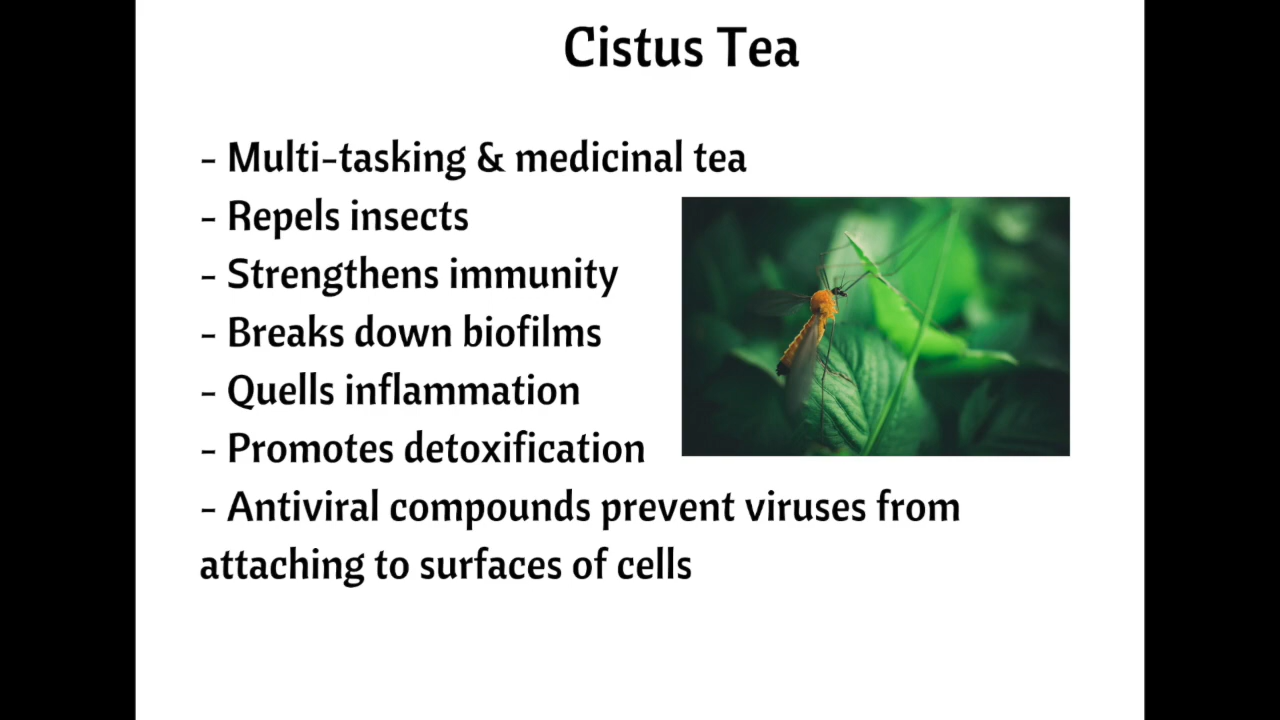 Cistus Tea
- Multi-tasking & medicinal tea
- Repels insects
- Strengthens immunity
- Breaks down biofilms
- Quells inflammation
- Promotes detoxification
- Antiviral compounds prevent viruses from
attaching to surfaces of cells